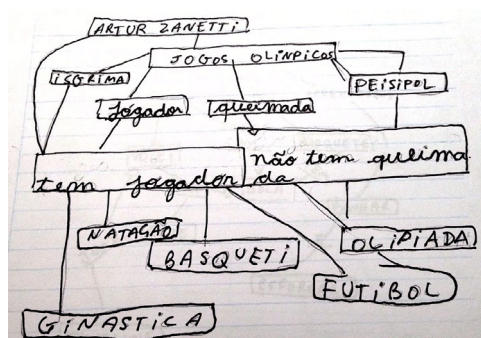 ARTUR ZANETTi
JOGOS OLiNPiCOS
iSGRiMA
PEiSiPOL
Jogador
queimada
não tem queima
da
tem jogador
NATAGÃO
BASQUETi
OLiPiADA
FUTiBOL
GiNASTiCA